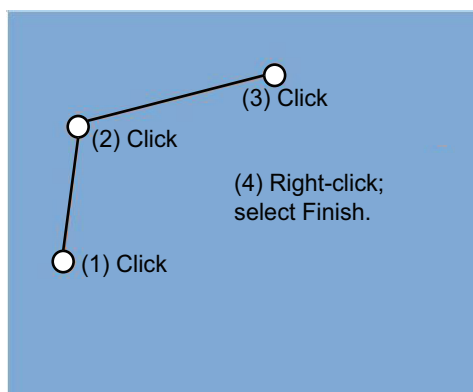 (3) Click
(2) Click
(4) Right-click;
select Finish.
(1) Click